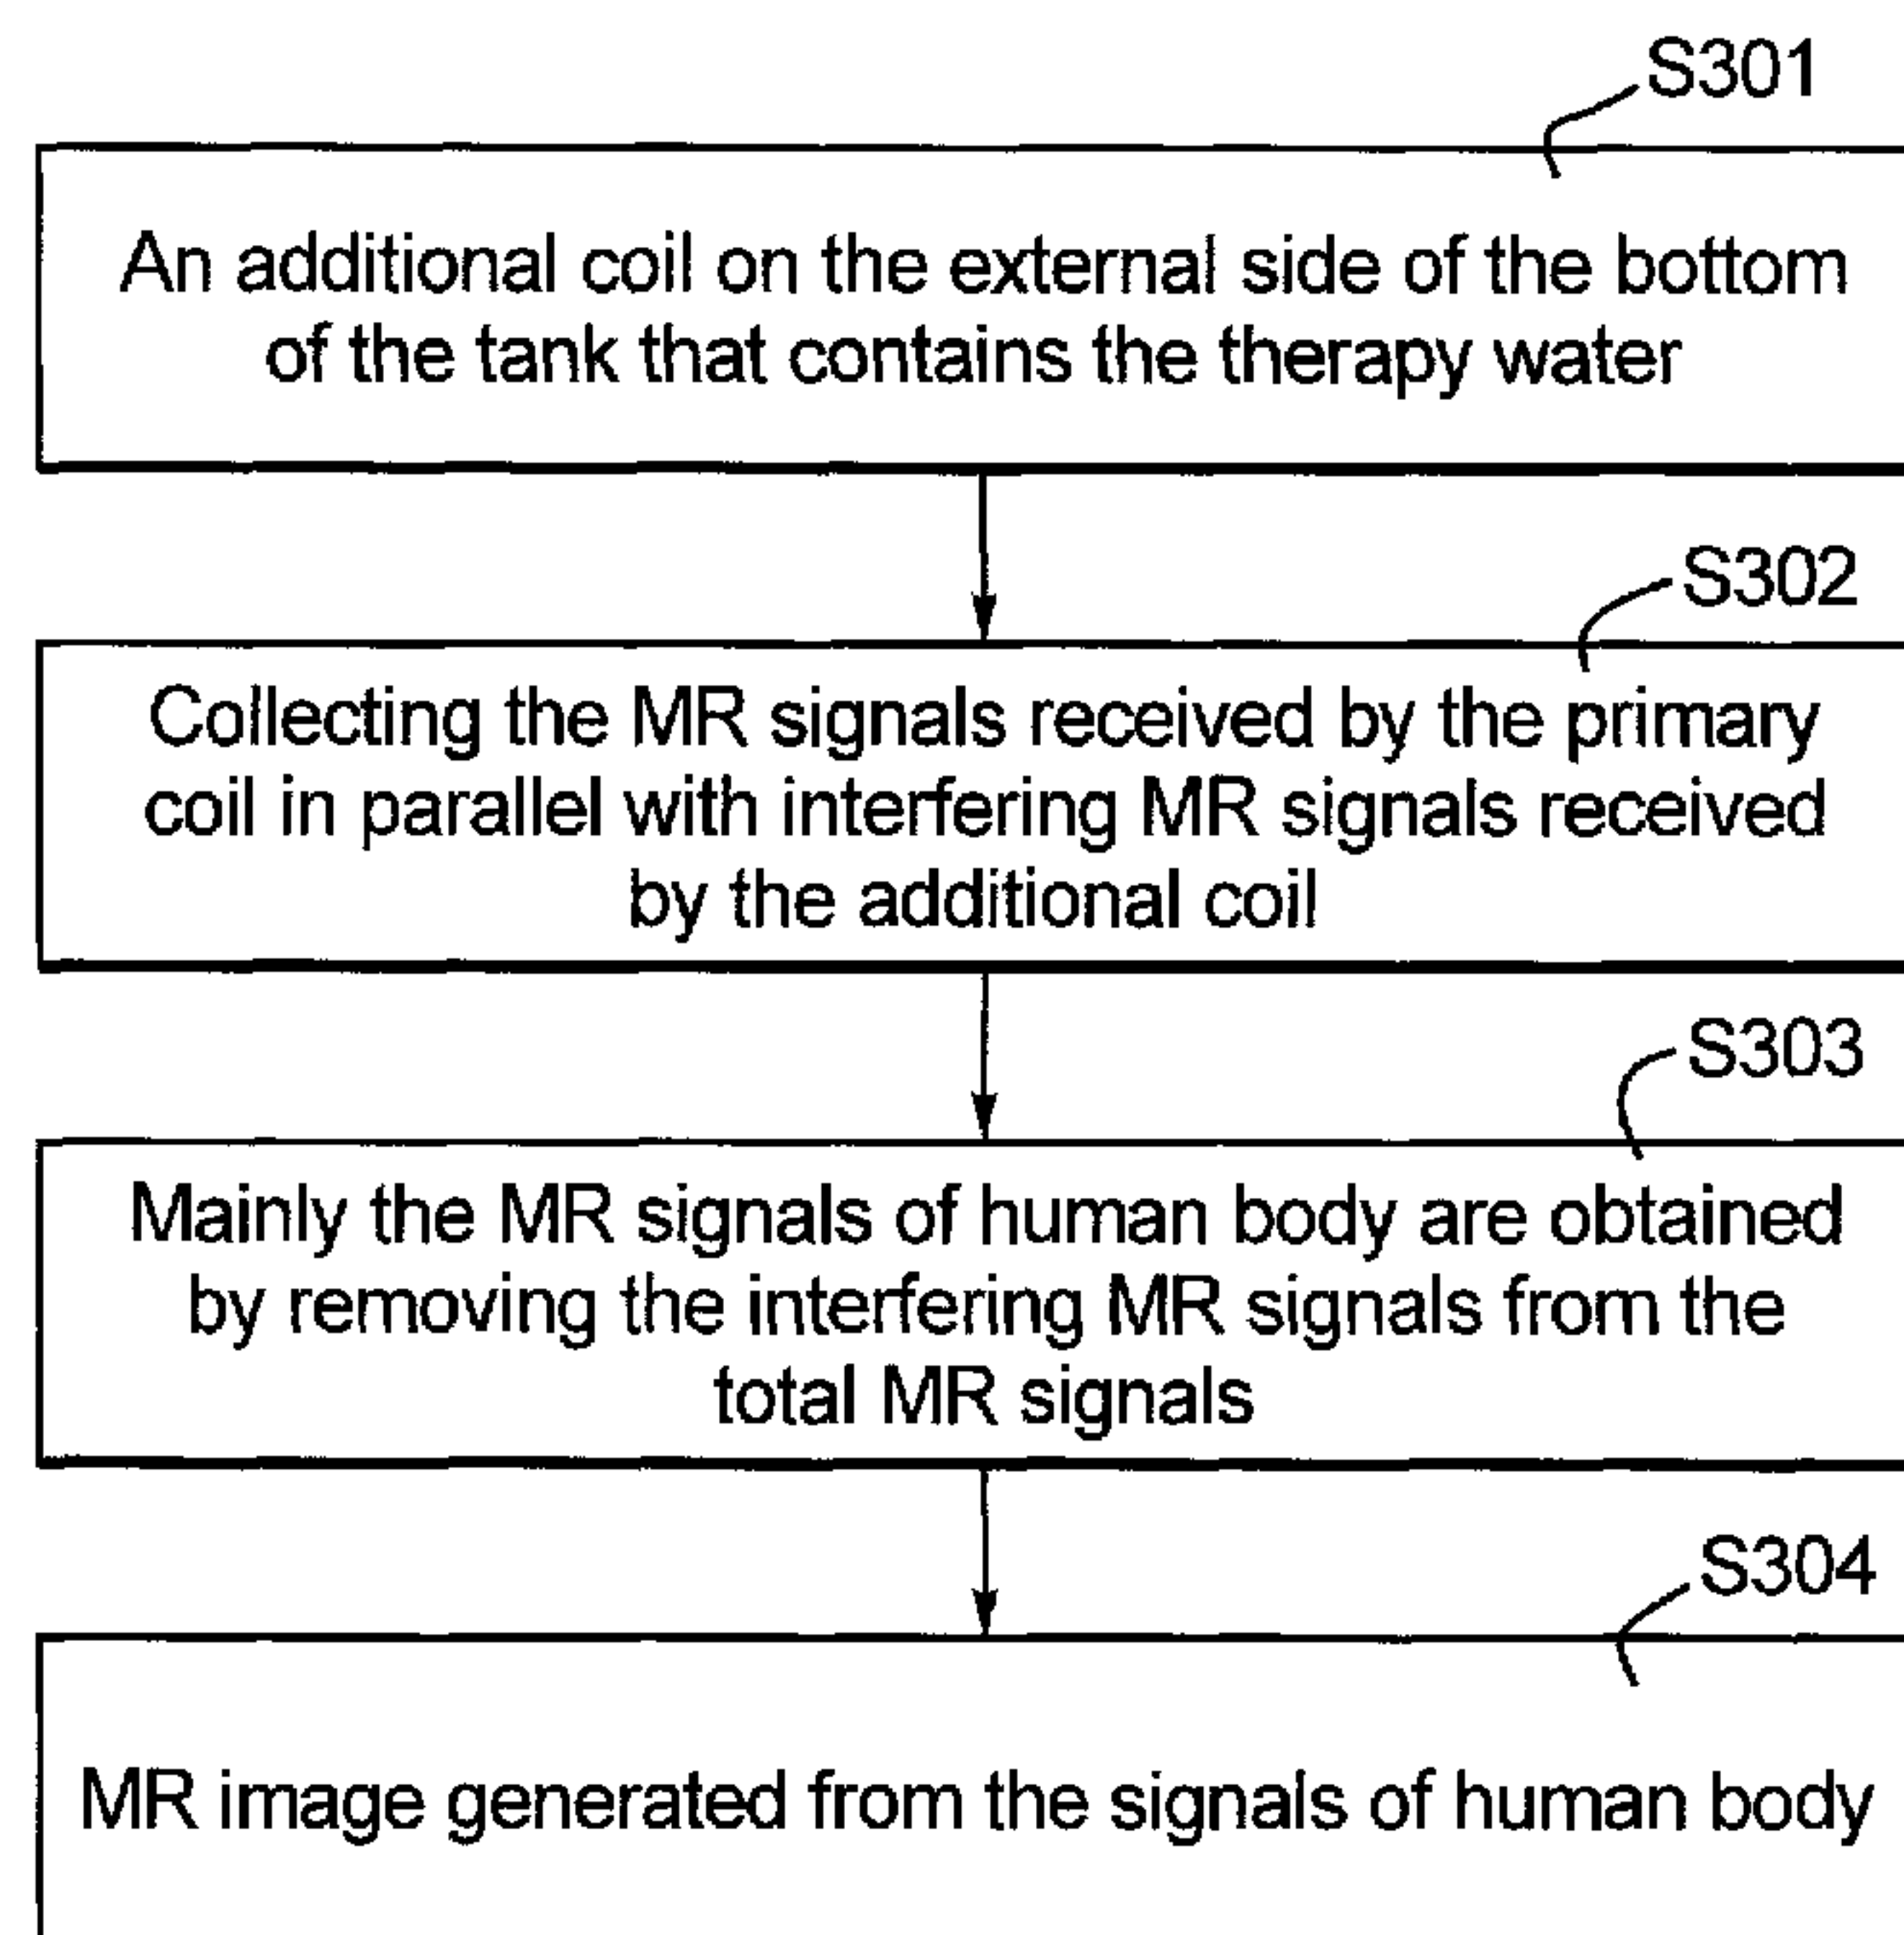 S301
An additional coil on the external side of the bottom
of the tank that contains the therapy water
S302
Collecting the MR signals received by the primary
coil in parallel with interfering MR signals received
by the additional coil
S303
Mainly the MR signals of human body are obtained
by removing the interfering MR signals from the
total MR signals
S304
MR image generated from the signals of human body